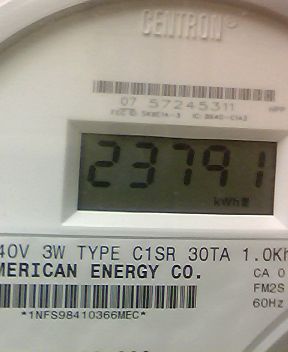 CENTRON
07 57245311
23791
kWh
40V 3W TYPE C1SR 30TA 1.0Kh
MERICAN ENERGY CO.
CA 0
FM2S
60Hz
*1NFS98410366MEC*